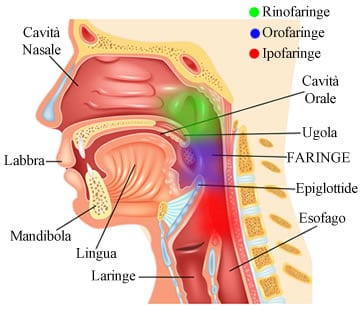 Rinofaringe
Orofaringe
Ipofaringe
Cavità
Nasale
Cavità
Orale
Ugola
FARINGE
Labbra
Epiglottide
Esofago
Mandibola
Lingua
Laringe